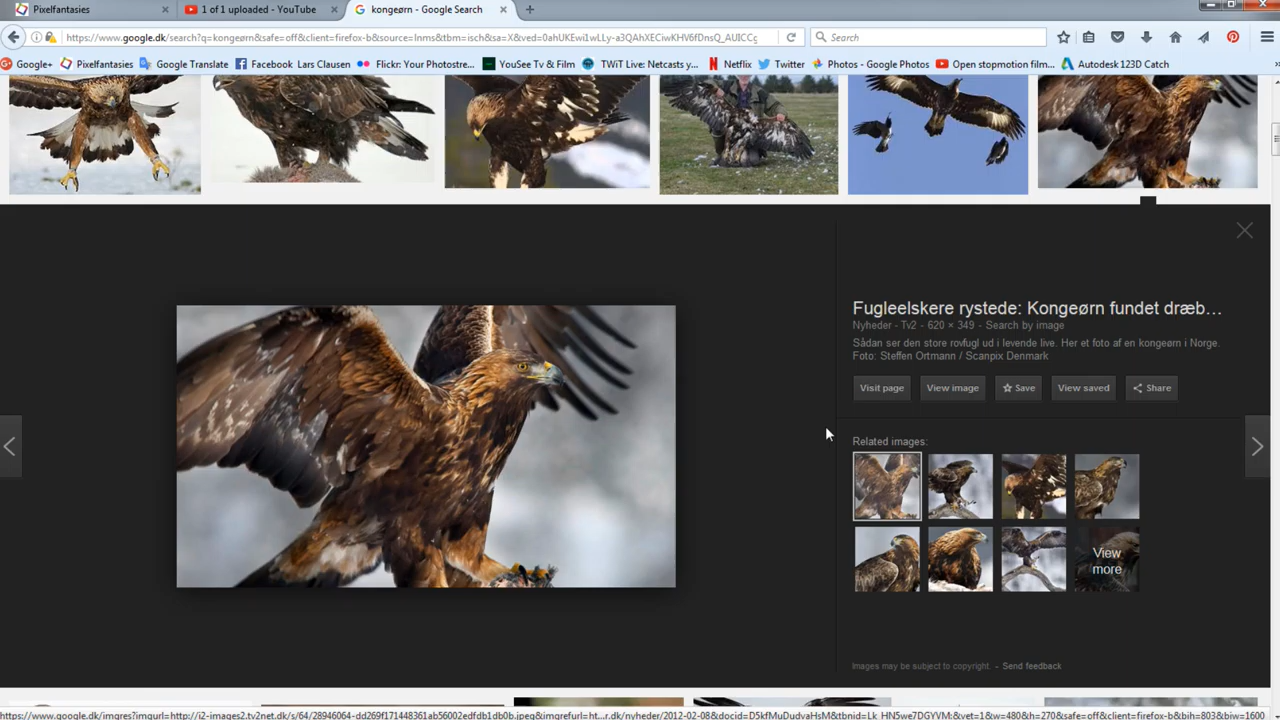 Pixelfantasies
1 of 1 uploaded - YouTube
kongeørn - Google Search
https://www.google.dk/search?q=kongeørn&safe=off&client=firefox-b&source=lnms&tbm=isch&sa=X&ved=0ahUKEwi1wLLy-a3QAhXECiwKHV6fDnsQ_AUICCg
Search
Google+
Pixelfantasies
Google Translate
Facebook
Lars Clausen
Flickr: Your Photostre...
YouSee Tv & Film
TWiT Live: Netcasts y...
Netflix
Twitter
Photos - Google Photos
Open stopmotion film...
Autodesk 123D Catch
Fugleelskere rystede: Kongeørn fundet dræb...
Nyheder - Tv2 - 620 × 349 - Search by image
Sådan ser den store rovfugl ud i levende live. Her et foto af en kongeørn i Norge.
Foto: Steffen Ortmann / Scanpix Denmark
Visit page
View image
Save
View saved
Share
Related images:
View
more
Images may be subject to copyright. - Send feedback